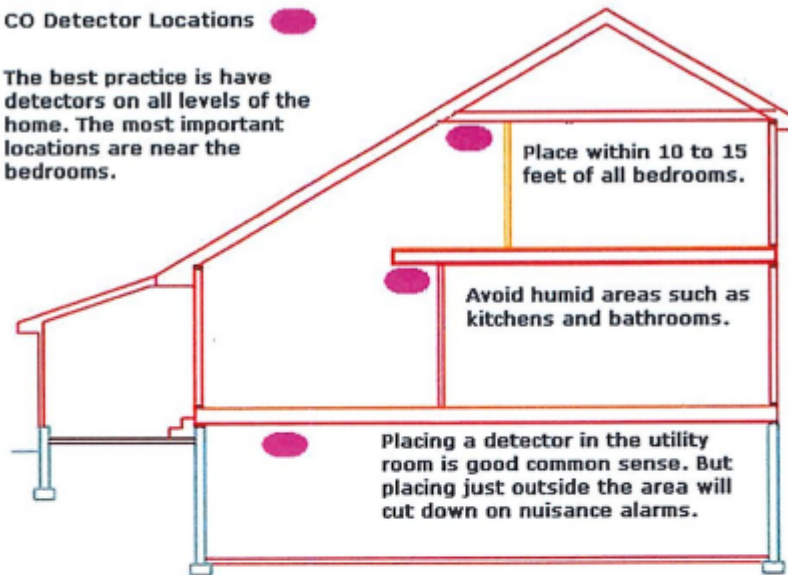 CO Detector Locations
The best practice is have
detectors on all levels of the
home. The most important
locations are near the
bedrooms.
Place within 10 to 15
feet of all bedrooms.
Avoid humid areas such as
kitchens and bathrooms.
Placing a detector in the utility
room is good common sense. But
placing just outside the area will
cut down on nuisance alarms.